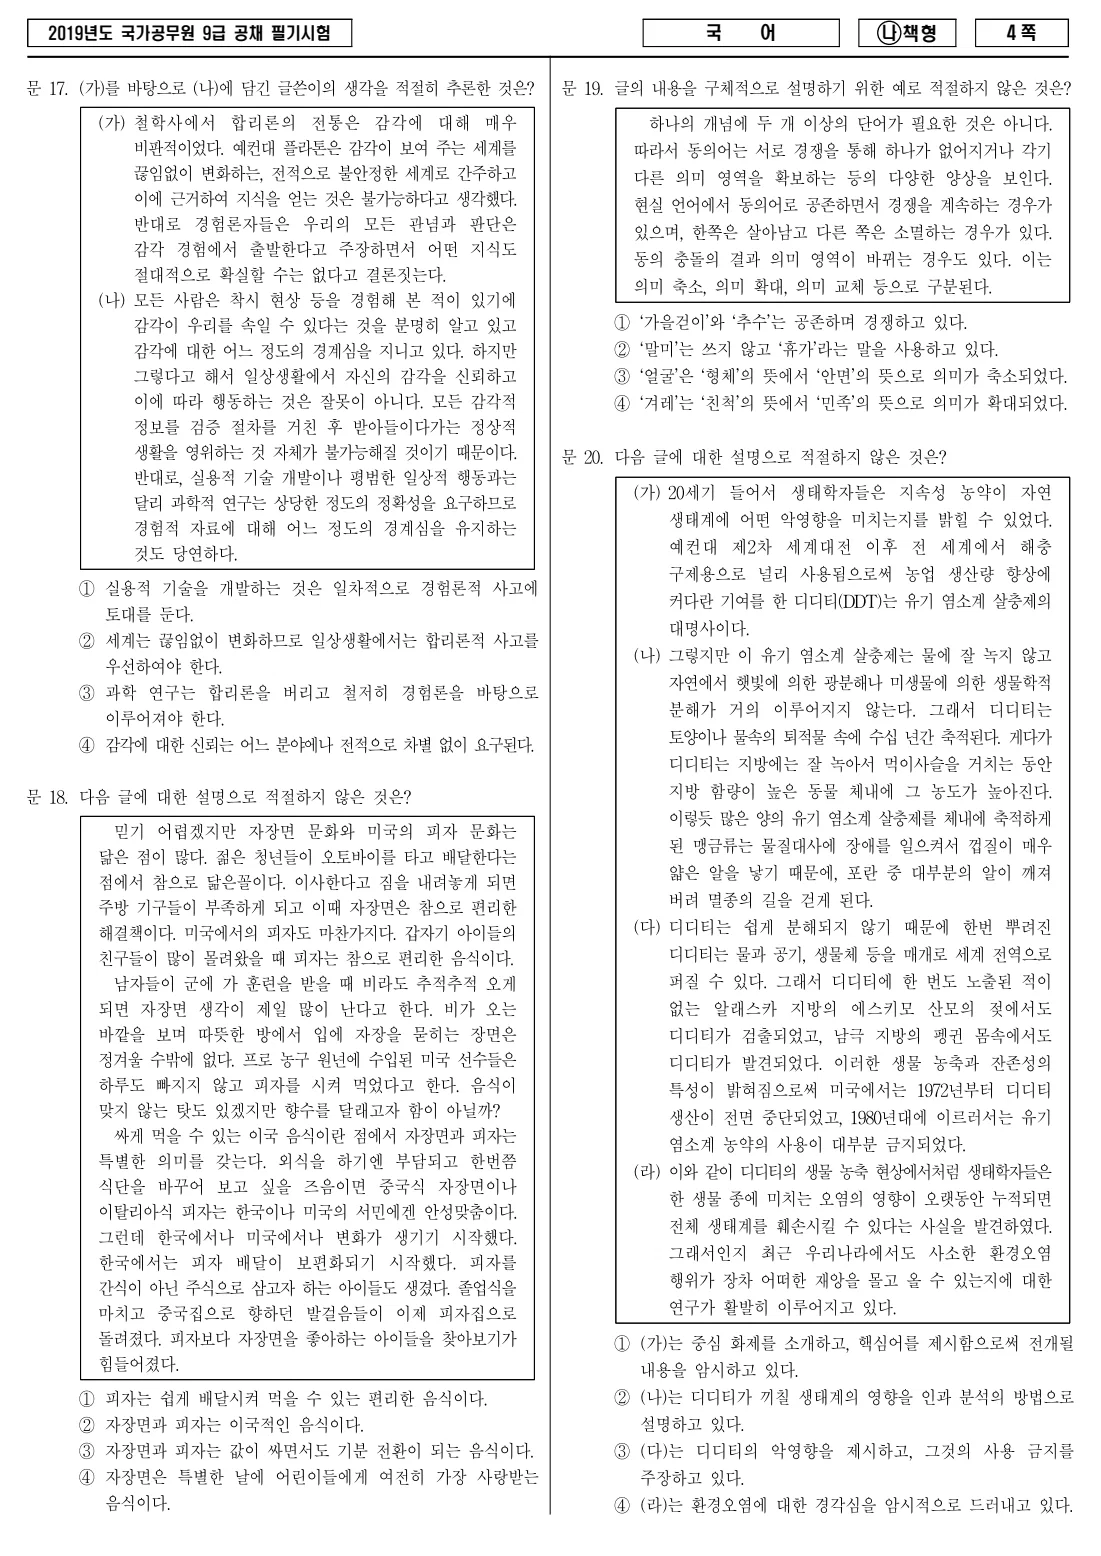 2019년도 국가공무원 9급 공채 필기시험
국 어
㉯책형
4쪽
문 17. (가)를 바탕으로 (나)에 담긴 글쓴이의 생각을 적절히 추론한 것은?
(가) 철학사에서 합리론의 전통은 감각에 대해 매우
비판적이었다. 예컨대 플라톤은 감각이 보여 주는 세계를
끊임없이 변화하는, 전적으로 불안정한 세계로 간주하고
이에 근거하여 지식을 얻는 것은 불가능하다고 생각했다.
반대로 경험론자들은 우리의 모든 관념과 판단은
감각 경험에서 출발한다고 주장하면서 어떤 지식도
절대적으로 확실할 수는 없다고 결론짓는다.
(나) 모든 사람은 착시 현상 등을 경험해 본 적이 있기에
감각이 우리를 속일 수 있다는 것을 분명히 알고 있고
감각에 대한 어느 정도의 경계심을 지니고 있다. 하지만
그렇다고 해서 일상생활에서 자신의 감각을 신뢰하고
이에 따라 행동하는 것은 잘못이 아니다. 모든 감각적
정보를 검증 절차를 거친 후 받아들이다가는 정상적
생활을 영위하는 것 자체가 불가능해질 것이기 때문이다.
반대로, 실용적 기술 개발이나 평범한 일상적 행동과는
달리 과학적 연구는 상당한 정도의 정확성을 요구하므로
경험적 자료에 대해 어느 정도의 경계심을 유지하는
것도 당연하다.
① 실용적 기술을 개발하는 것은 일차적으로 경험론적 사고에
토대를 둔다.
② 세계는 끊임없이 변화하므로 일상생활에서는 합리론적 사고를
우선하여야 한다.
③ 과학 연구는 합리론을 버리고 철저히 경험론을 바탕으로
이루어져야 한다.
④ 감각에 대한 신뢰는 어느 분야에나 전적으로 차별 없이 요구된다.
문 18. 다음 글에 대한 설명으로 적절하지 않은 것은?
믿기 어렵겠지만 자장면 문화와 미국의 피자 문화는
닮은 점이 많다. 젊은 청년들이 오토바이를 타고 배달한다는
점에서 참으로 닮은꼴이다. 이사한다고 짐을 내려놓게 되면
주방 기구들이 부족하게 되고 이때 자장면은 참으로 편리한
해결책이다. 미국에서의 피자도 마찬가지다. 갑자기 아이들의
친구들이 많이 몰려왔을 때 피자는 참으로 편리한 음식이다.
남자들이 군에 가 훈련을 받을 때 비라도 추적추적 오게
되면 자장면 생각이 제일 많이 난다고 한다. 비가 오는
바깥을 보며 따뜻한 방에서 입에 자장을 묻히는 장면은
정겨울 수밖에 없다. 프로 농구 원년에 수입된 미국 선수들은
하루도 빠지지 않고 피자를 시켜 먹었다고 한다. 음식이
맞지 않는 탓도 있겠지만 향수를 달래고자 함이 아닐까?
싸게 먹을 수 있는 이국 음식이란 점에서 자장면과 피자는
특별한 의미를 갖는다. 외식을 하기엔 부담되고 한번쯤
식단을 바꾸어 보고 싶을 즈음이면 중국식 자장면이나
이탈리아식 피자는 한국이나 미국의 서민에겐 안성맞춤이다.
그런데 한국에서나 미국에서나 변화가 생기기 시작했다.
한국에서는 피자 배달이 보편화되기 시작했다. 피자를
간식이 아닌 주식으로 삼고자 하는 아이들도 생겼다. 졸업식을
마치고 중국집으로 향하던 발걸음들이 이제 피자집으로
돌려졌다. 피자보다 자장면을 좋아하는 아이들을 찾아보기가
힘들어졌다.
① 피자는 쉽게 배달시켜 먹을 수 있는 편리한 음식이다.
② 자장면과 피자는 이국적인 음식이다.
③ 자장면과 피자는 값이 싸면서도 기분 전환이 되는 음식이다.
④ 자장면은 특별한 날에 어린이들에게 여전히 가장 사랑받는
음식이다.
문 19. 글의 내용을 구체적으로 설명하기 위한 예로 적절하지 않은 것은?
하나의 개념에 두 개 이상의 단어가 필요한 것은 아니다.
따라서 동의어는 서로 경쟁을 통해 하나가 없어지거나 각기
다른 의미 영역을 확보하는 등의 다양한 양상을 보인다.
현실 언어에서 동의어로 공존하면서 경쟁을 계속하는 경우가
있으며, 한쪽은 살아남고 다른 쪽은 소멸하는 경우가 있다.
동의 충돌의 결과 의미 영역이 바뀌는 경우도 있다. 이는
의미 축소, 의미 확대, 의미 교체 등으로 구분된다.
① ‘가을걷이’와 ‘추수’는 공존하며 경쟁하고 있다.
② ‘말미’는 쓰지 않고 ‘휴가’라는 말을 사용하고 있다.
③ ‘얼굴’은 ‘형체’의 뜻에서 ‘안면’의 뜻으로 의미가 축소되었다.
④ ‘겨레’는 ‘친척’의 뜻에서 ‘민족’의 뜻으로 의미가 확대되었다.
문 20. 다음 글에 대한 설명으로 적절하지 않은 것은?
(가) 20세기 들어서 생태학자들은 지속성 농약이 자연
생태계에 어떤 악영향을 미치는지를 밝힐 수 있었다.
예컨대 제2차 세계대전 이후 전 세계에서 해충
구제용으로 널리 사용됨으로써 농업 생산량 향상에
커다란 기여를 한 디디티(DDT)는 유기 염소계 살충제의
대명사이다.
(나) 그렇지만 이 유기 염소계 살충제는 물에 잘 녹지 않고
자연에서 햇빛에 의한 광분해나 미생물에 의한 생물학적
분해가 거의 이루어지지 않는다. 그래서 디디티는
토양이나 물속의 퇴적물 속에 수십 년간 축적된다. 게다가
디디티는 지방에는 잘 녹아서 먹이사슬을 거치는 동안
지방 함량이 높은 동물 체내에 그 농도가 높아진다.
이렇듯 많은 양의 유기 염소계 살충제를 체내에 축적하게
된 맹금류는 물질대사에 장애를 일으켜서 껍질이 매우
얇은 알을 낳기 때문에, 포란 중 대부분의 알이 깨져
버려 멸종의 길을 걷게 된다.
(다) 디디티는 쉽게 분해되지 않기 때문에 한번 뿌려진
디디티는 물과 공기, 생물체 등을 매개로 세계 전역으로
퍼질 수 있다. 그래서 디디티에 한 번도 노출된 적이
없는 알래스카 지방의 에스키모 산모의 젖에서도
디디티가 검출되었고, 남극 지방의 펭귄 몸속에서도
디디티가 발견되었다. 이러한 생물 농축과 잔존성의
특성이 밝혀짐으로써 미국에서는 1972년부터 디디티
생산이 전면 중단되었고, 1980년대에 이르러서는 유기
염소계 농약의 사용이 대부분 금지되었다.
(라) 이와 같이 디디티의 생물 농축 현상에서처럼 생태학자들은
한 생물 종에 미치는 오염의 영향이 오랫동안 누적되면
전체 생태계를 훼손시킬 수 있다는 사실을 발견하였다.
그래서인지 최근 우리나라에서도 사소한 환경오염
행위가 장차 어떠한 재앙을 몰고 올 수 있는지에 대한
연구가 활발히 이루어지고 있다.
① (가)는 중심 화제를 소개하고, 핵심어를 제시함으로써 전개될
내용을 암시하고 있다.
② (나)는 디디티가 끼칠 생태계의 영향을 인과 분석의 방법으로
설명하고 있다.
③ (다)는 디디티의 악영향을 제시하고, 그것의 사용 금지를
주장하고 있다.
④ (라)는 환경오염에 대한 경각심을 암시적으로 드러내고 있다.